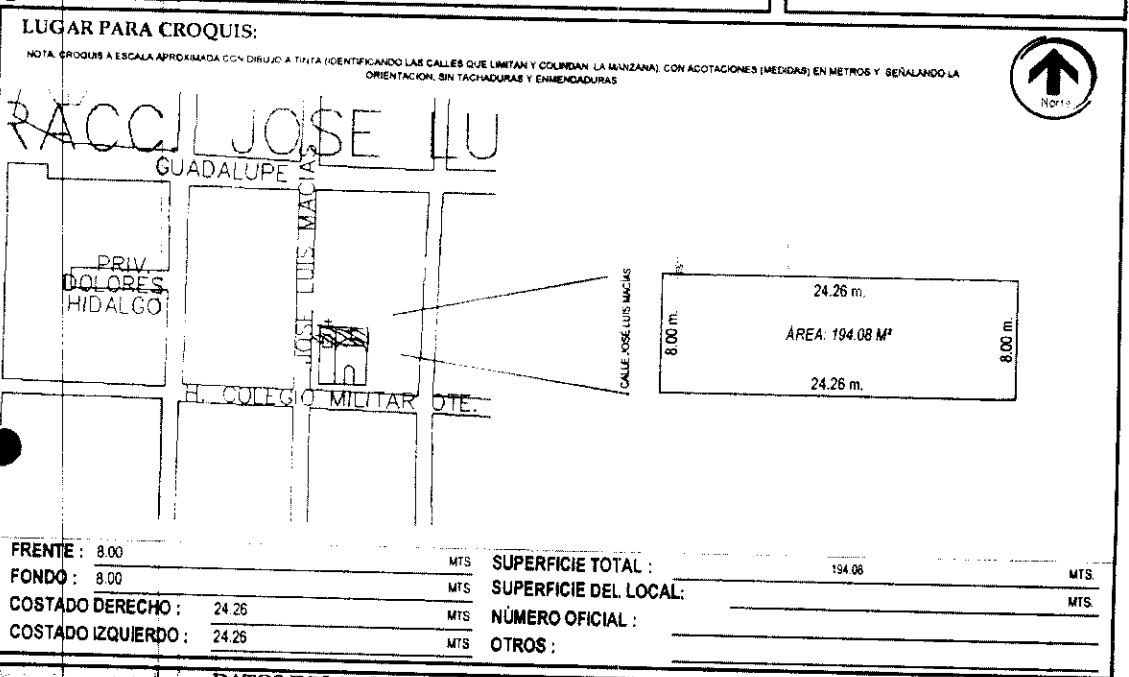 LUGAR PARA CROQUIS:
NOTA. CROQUIS A ESCALA APROXIMADA CON DIBUJO A TINTA (IDENTIFICANDO LAS CALLES QUE LIMITAN Y COLINDAN LA MANZANA), CON ACOTACIONES (MEDIDAS) EN METROS Y SEÑALANDO LA
ORIENTACION, SIN TACHADURAS Y ENMENDADURAS
Norte
RACCI JOSE LU
GUADALUPE
JOSE LUIS MACIAS
PRIV.
DOLORES
HIDALGO
H. COLEGIO MILITAR OTE.
CALLE JOSÉ LUIS MACÍAS
24.26 m.
8.00 m.
ÁREA: 194.08 M²
8.00 m.
24.26 m.
FRENTE : 8.00 MTS
FONDO : 8.00 MTS
COSTADO DERECHO : 24.26 MTS
COSTADO IZQUIERDO : 24.26 MTS
SUPERFICIE TOTAL : 194.08 MTS.
SUPERFICIE DEL LOCAL: MTS.
NÚMERO OFICIAL :
OTROS :